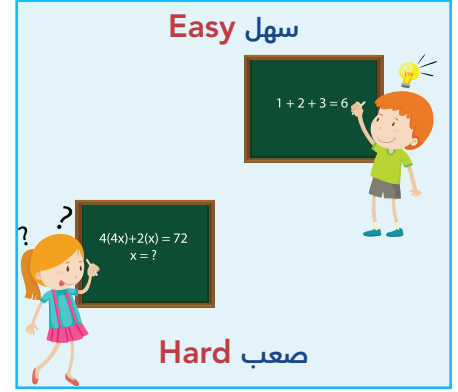 Easy سهل
1 + 2 + 3 = 6
? ?
4(4x)+2(x) = 72
x = ?
Hard صعب